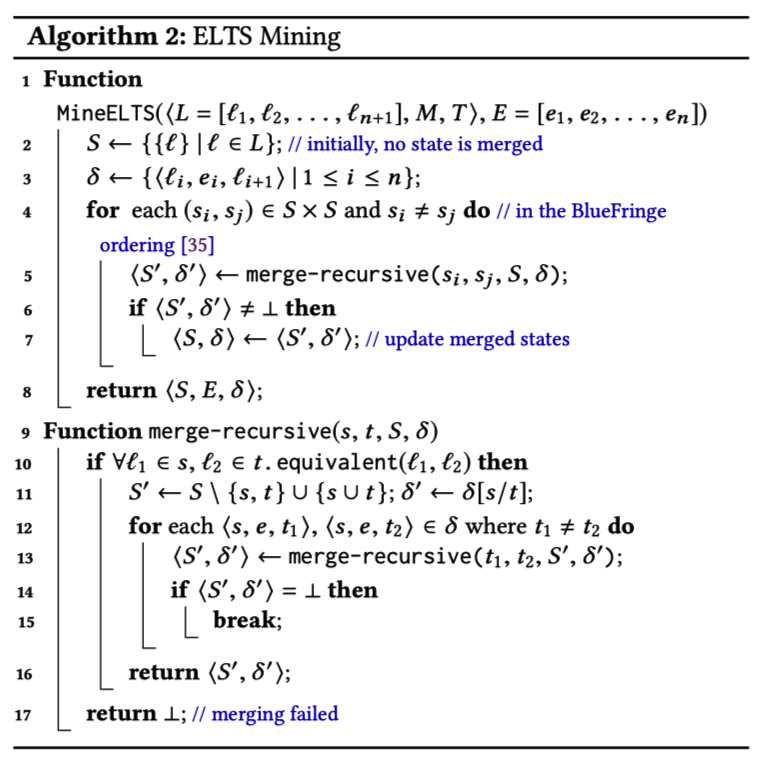 Algorithm 2: ELTS Mining
1 Function
MineELTS(⟨L = [ℓ1, ℓ2, . . . , ℓn+1], M, T⟩, E = [e1, e2, . . . , en])
2 S ← {{ℓ} | ℓ ∈ L}; // initially, no state is merged
3 δ ← {⟨ℓi, ei, ℓi+1⟩ | 1 ≤ i ≤ n};
4 for each (si, sj) ∈ S × S and si ≠ sj do // in the BlueFringe
ordering [35]
5 ⟨S′, δ′⟩ ← merge-recursive(si, sj, S, δ);
6 if ⟨S′, δ′⟩ ≠ ⊥ then
7 ⟨S, δ⟩ ← ⟨S′, δ′⟩; // update merged states
8 return ⟨S, E, δ⟩;
9 Function merge-recursive(s, t, S, δ)
10 if ∀ℓ1 ∈ s, ℓ2 ∈ t . equivalent(ℓ1, ℓ2) then
11 S′ ← S \ {s, t} ∪ {s ∪ t}; δ′ ← δ[s/t];
12 for each ⟨s, e, t1⟩, ⟨s, e, t2⟩ ∈ δ where t1 ≠ t2 do
13 ⟨S′, δ′⟩ ← merge-recursive(t1, t2, S′, δ′);
14 if ⟨S′, δ′⟩ = ⊥ then
15 break;
16 return ⟨S′, δ′⟩;
17 return ⊥; // merging failed